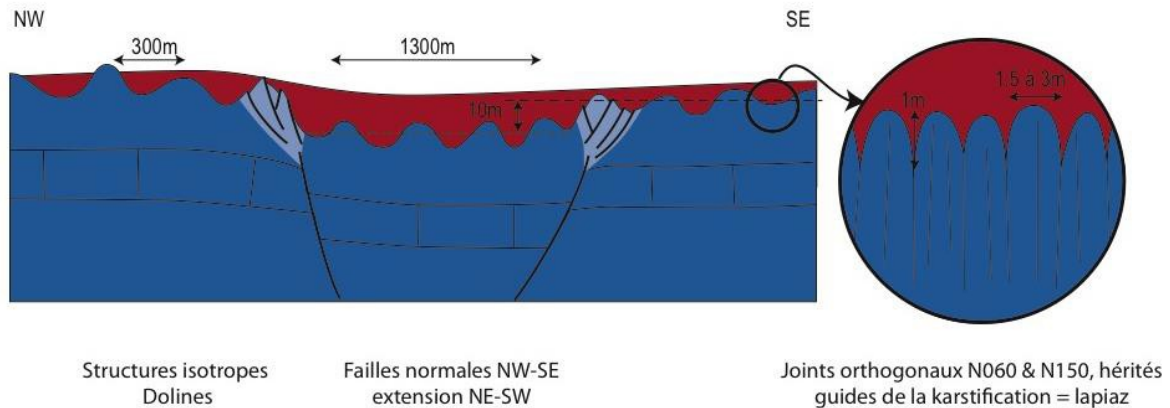 NW
SE
300m
1300m
10m
1.5 à 3m
1m
Structures isotropes
Dolines
Failles normales NW-SE
extension NE-SW
Joints orthogonaux N060 & N150, hérités
guides de la karstification = lapiaz